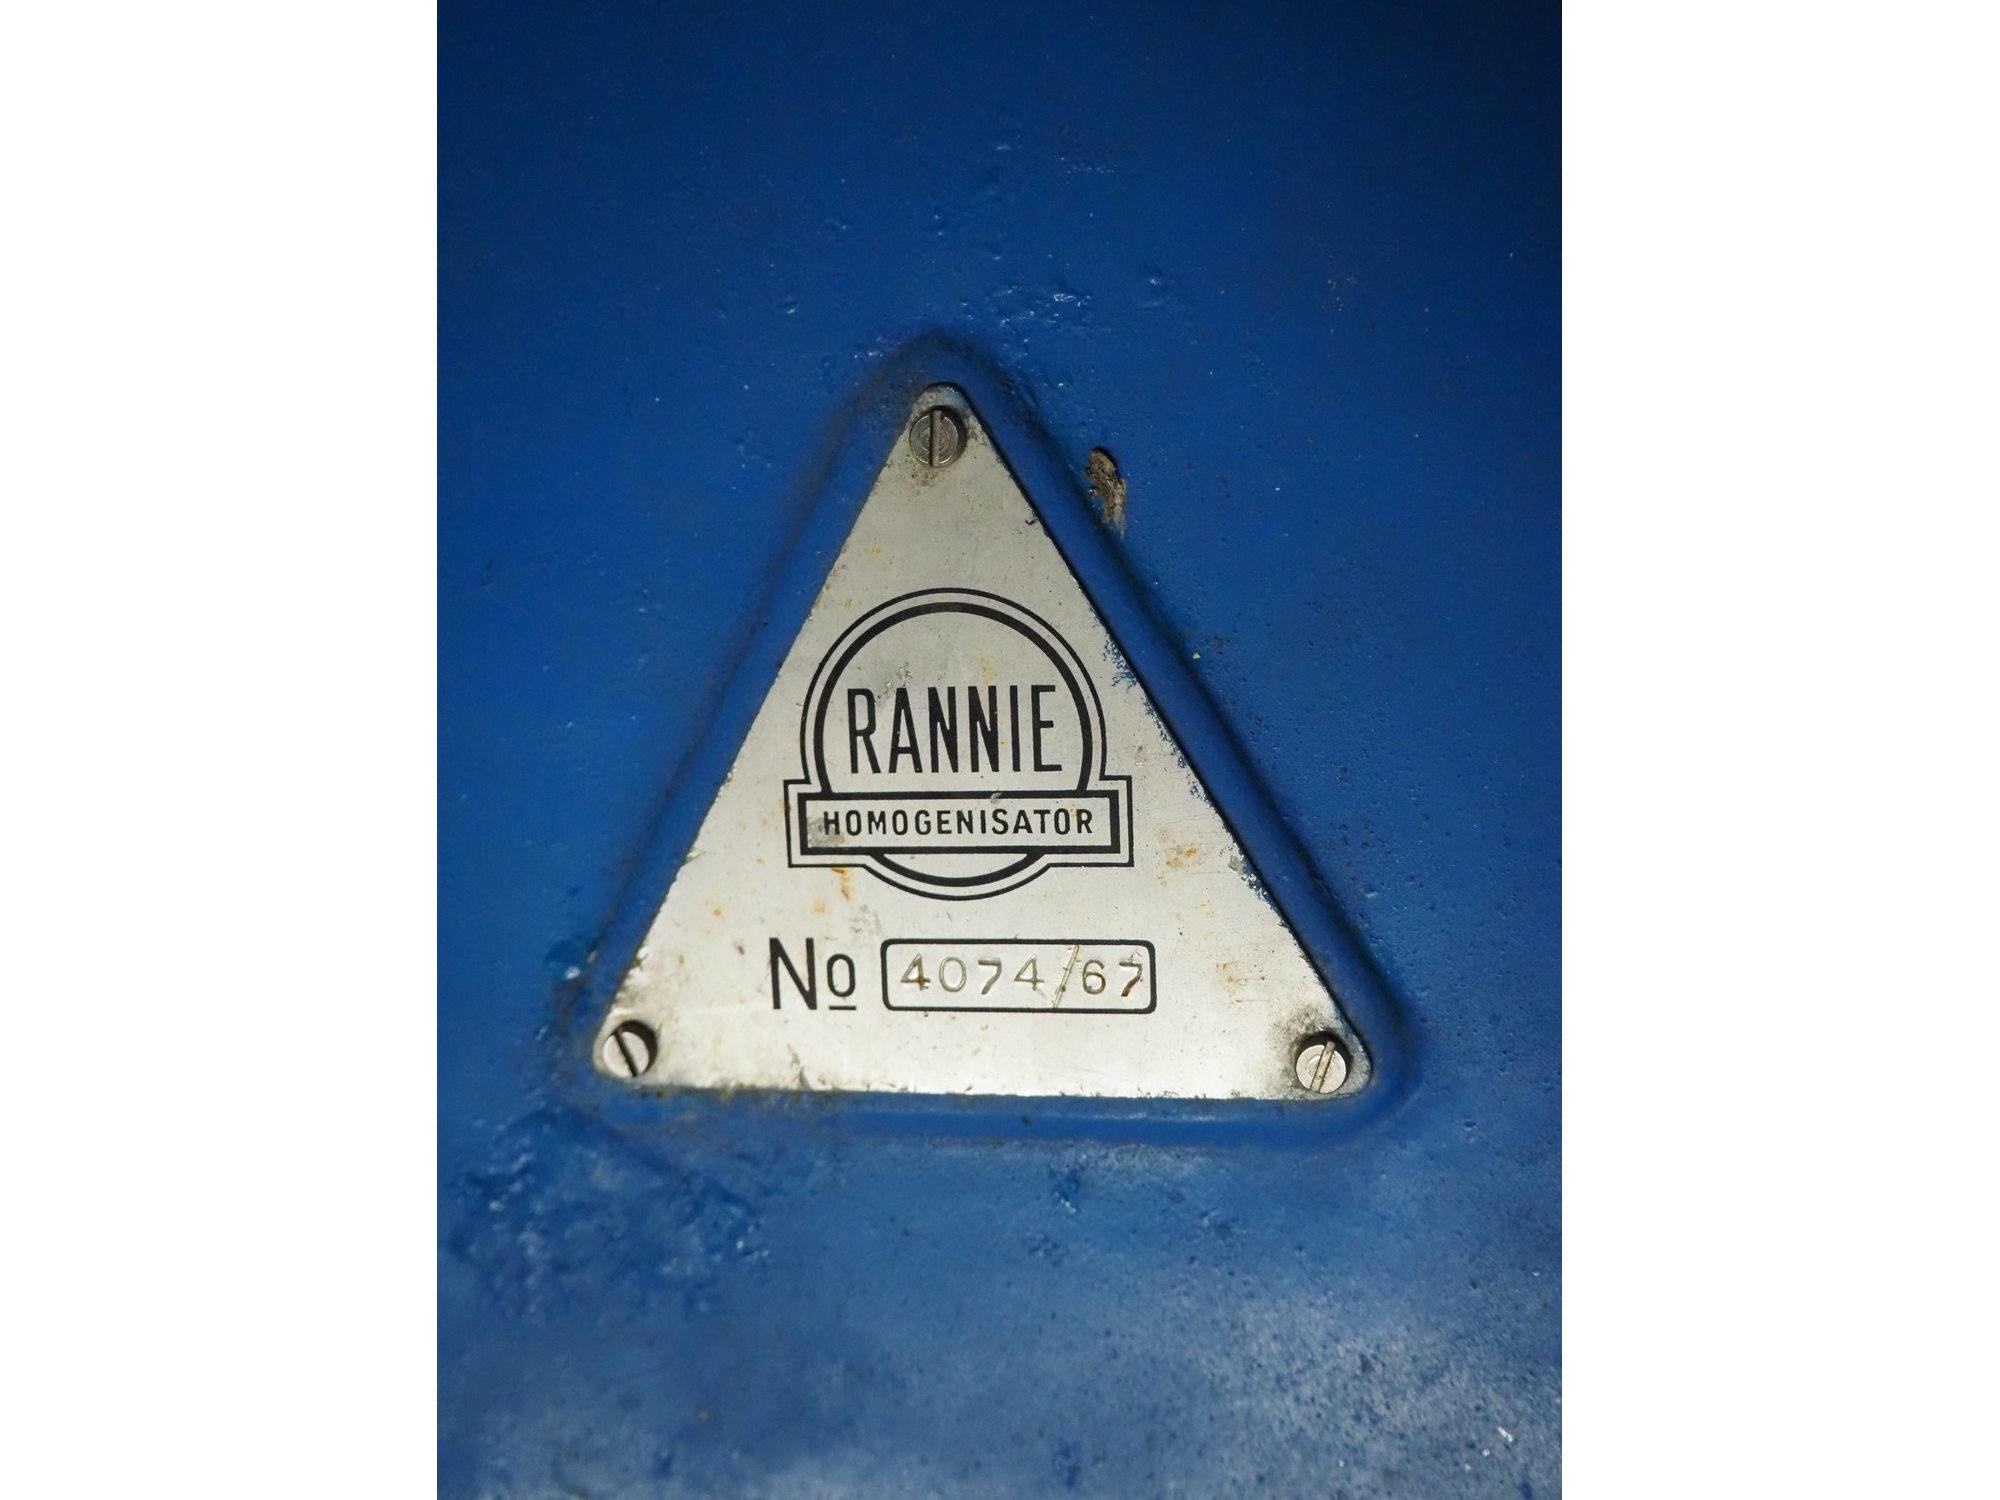 RANNIE
HOMOGENISATOR
No 4074/67